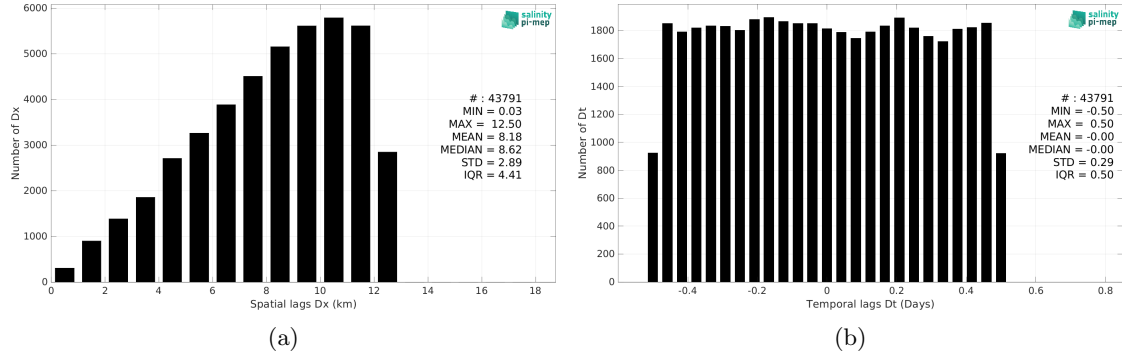 6000
5000
4000
3000
2000
1000
0
Number of Dx
0 2 4 6 8 10 12 14 16 18
Spatial lags Dx (km)
salinity
pi-mep
# : 43791
MIN = 0.03
MAX = 12.50
MEAN = 8.18
MEDIAN = 8.62
STD = 2.89
IQR = 4.41
(a)
1800
1600
1400
1200
1000
800
600
400
200
0
Number of Dt
-0.4 -0.2 0 0.2 0.4 0.6 0.8
Temporal lags Dt (Days)
salinity
pi-mep
# : 43791
MIN = -0.50
MAX = 0.50
MEAN = -0.00
MEDIAN = -0.00
STD = 0.29
IQR = 0.50
(b)